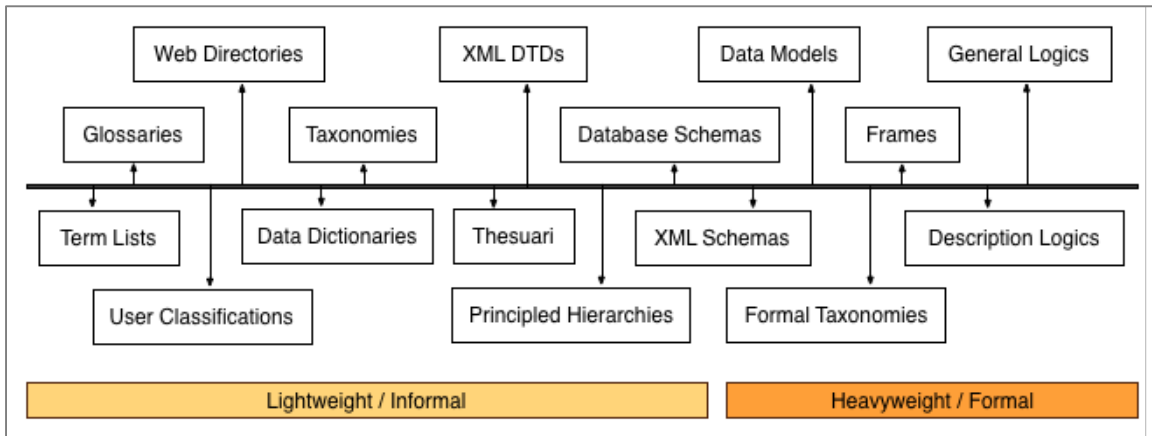 Web Directories
XML DTDs
Data Models
General Logics
Glossaries
Taxonomies
Database Schemas
Frames
Term Lists
Data Dictionaries
Thesuari
XML Schemas
Description Logics
User Classifications
Principled Hierarchies
Formal Taxonomies
Lightweight / Informal
Heavyweight / Formal